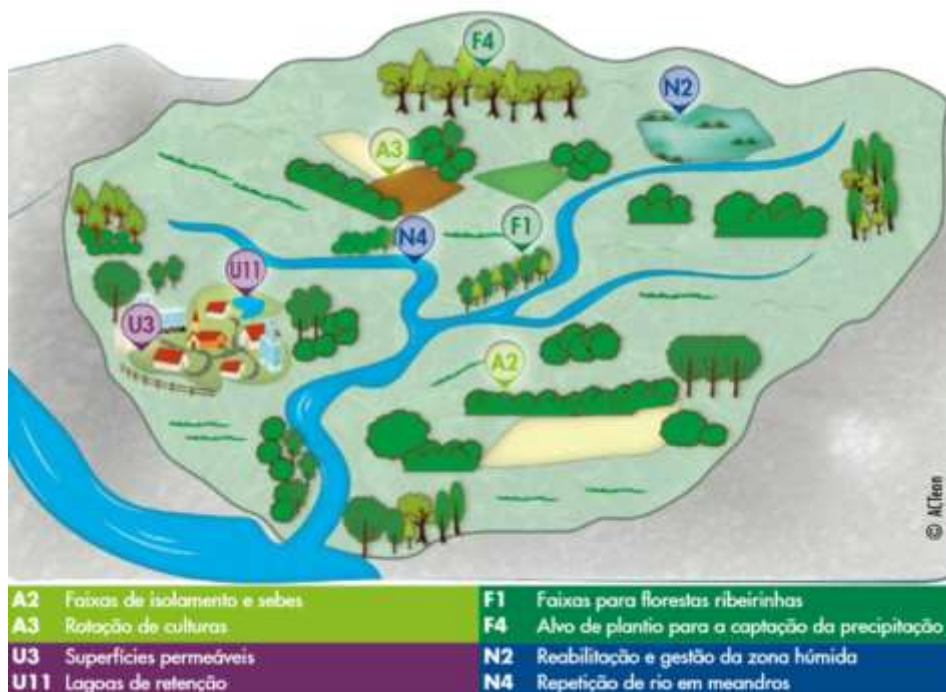 F4
N2
A3
F1
N4
U11
U3
A2
© ACTeon
A2 Faixas de isolamento e sebes
A3 Rotação de culturas
U3 Superfícies permeáveis
U11 Lagoas de retenção
F1 Faixas para florestas ribeirinhas
F4 Alvo de plantio para a captação da precipitação
N2 Reabilitação e gestão da zona húmida
N4 Repetição de rio em meandros